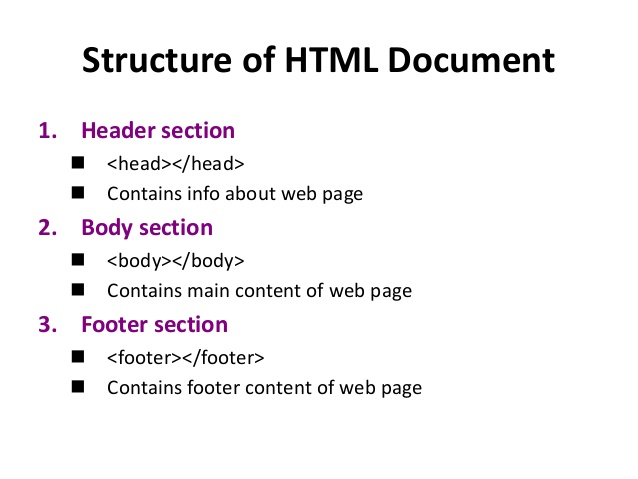 Structure of HTML Document
1. Header section
■ <head></head>
■ Contains info about web page
2. Body section
■ <body></body>
■ Contains main content of web page
3. Footer section
■ <footer></footer>
■ Contains footer content of web page